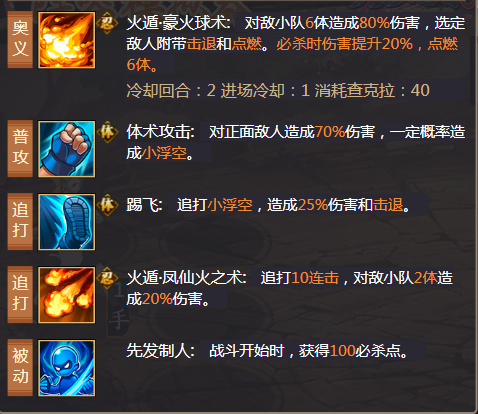 奥义
忍
火遁·豪火球术: 对敌小队6体造成80%伤害，选定
敌人附带击退和点燃。必杀时伤害提升20%，点燃
6体。
冷却回合：2 进场冷却：1 消耗查克拉：40
普攻
体
体术攻击: 对正面敌人造成70%伤害，一定概率造
成小浮空。
追打
体
踢飞: 追打小浮空，造成25%伤害和击退。
追打
忍
火遁·凤仙火之术: 追打10连击，对敌小队2体造
成20%伤害。
1
手
被动
先发制人: 战斗开始时，获得100必杀点。